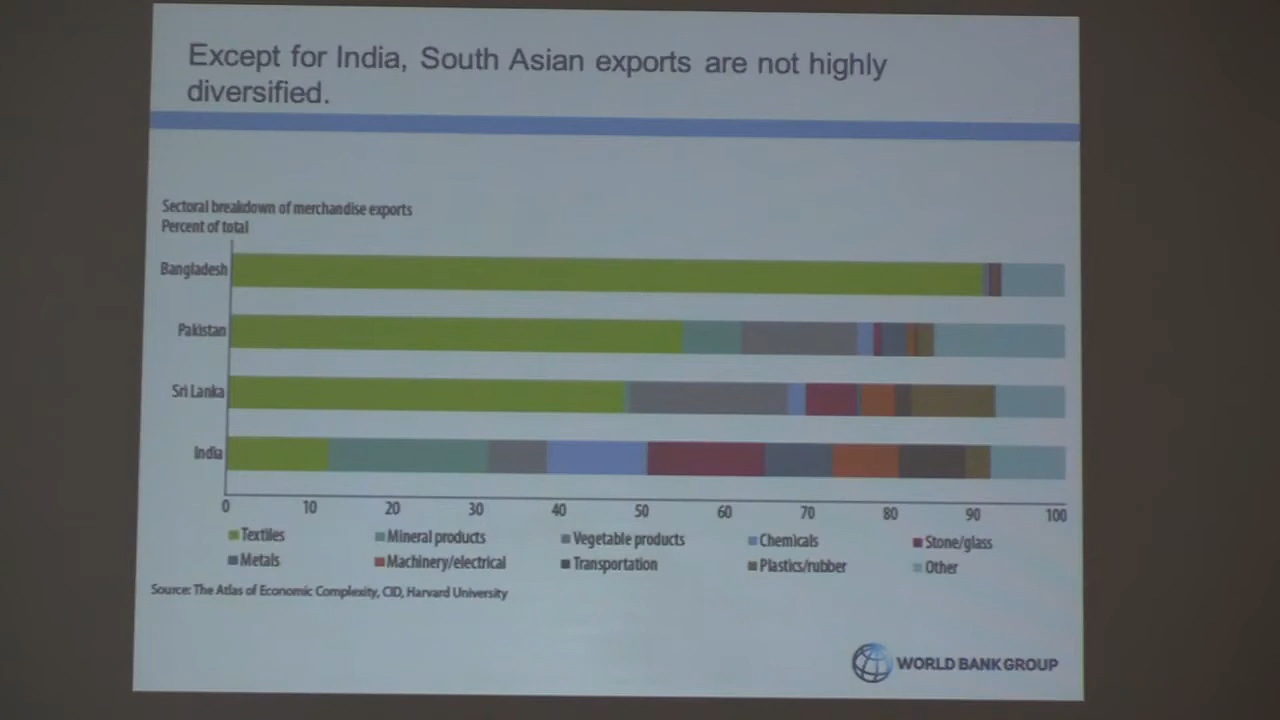 Except for India, South Asian exports are not highly
diversified.
Sectoral breakdown of merchandise exports
Percent of total
Bangladesh
Pakistan
Sri Lanka
India
0 10 20 30 40 50 60 70 80 90 100
Textiles Mineral products Vegetable products Chemicals Stone/glass
Metals Machinery/electrical Transportation Plastics/rubber Other
Source: The Atlas of Economic Complexity, CID, Harvard University
WORLD BANK GROUP